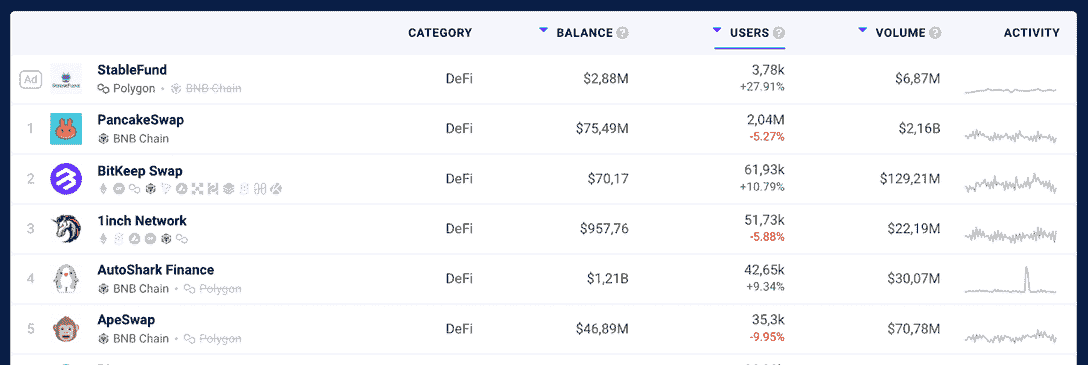 CATEGORY BALANCE ? USERS ? VOLUME ? ACTIVITY
Ad StableFund DeFi $2,88M 3,78k $6,87M
Polygon • BNB Chain +27.91%
1 PancakeSwap DeFi $75,49M 2,04M $2,16B
BNB Chain -5.27%
2 BitKeep Swap DeFi $70,17 61,93k $129,21M
+10.79%
3 1inch Network DeFi $957,76 51,73k $22,19M
-5.88%
4 AutoShark Finance DeFi $1,21B 42,65k $30,07M
BNB Chain • Polygon +9.34%
5 ApeSwap DeFi $46,89M 35,3k $70,78M
BNB Chain • Polygon -9.95%